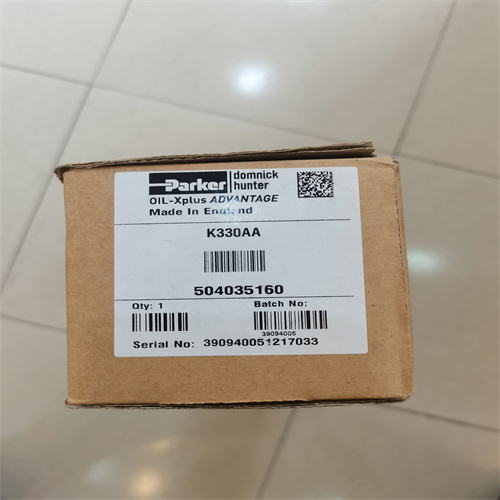 Parker
domnick
hunter
OIL-Xplus ADVANTAGE
Made In England
K330AA
504035160
Qty: 1
Batch No:
39094005
Serial No: 390940051217033